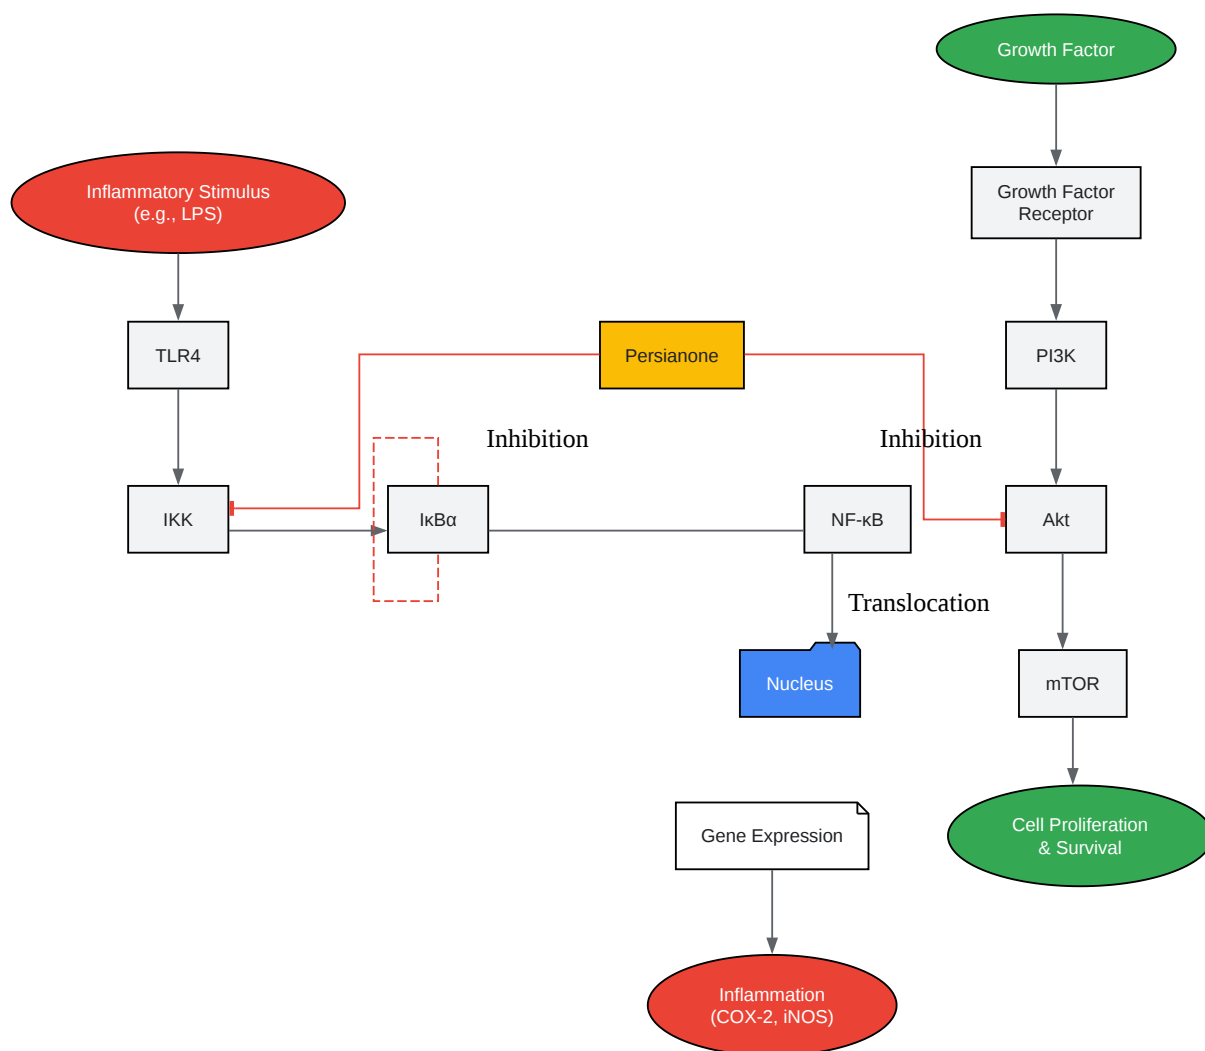 Growth Factor
Inflammatory Stimulus
(e.g., LPS)
Growth Factor
Receptor
TLR4
Persianone
PI3K
Inhibition
Inhibition
IKK
IκBα
NF-κB
Akt
Translocation
Nucleus
mTOR
Gene Expression
Cell Proliferation
& Survival
Inflammation
(COX-2, iNOS)